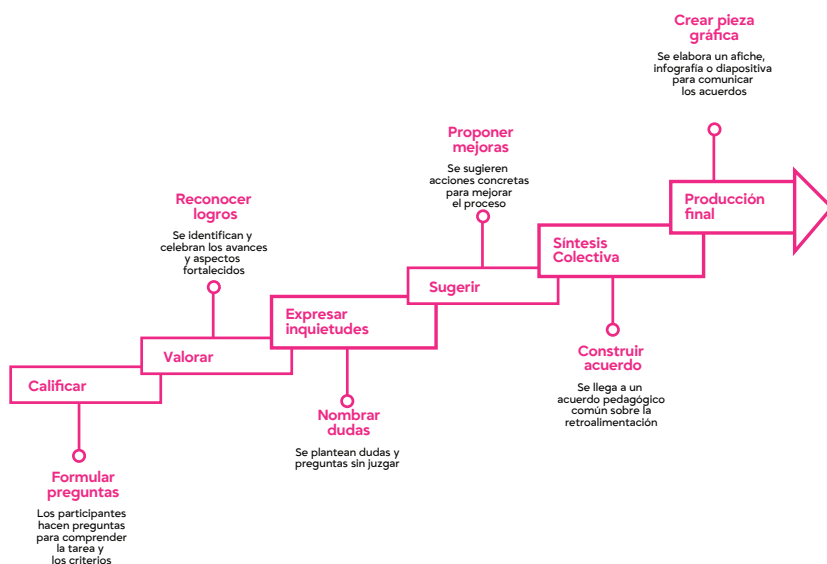 Calificar
Formular
preguntas
Los participantes
hacen preguntas
para comprender
la tarea y
los criterios
Valorar
Reconocer
logros
Se identifican y
celebran los avances
y aspectos
fortalecidos
Expresar
inquietudes
Nombrar
dudas
Se plantean dudas y
preguntas sin juzgar
Sugerir
Proponer
mejoras
Se sugieren
acciones concretas
para mejorar
el proceso
Síntesis
Colectiva
Construir
acuerdo
Se llega a un
acuerdo pedagógico
común sobre la
retroalimentación
Producción
final
Crear pieza
gráfica
Se elabora un afiche,
infografía o diapositiva
para comunicar
los acuerdos